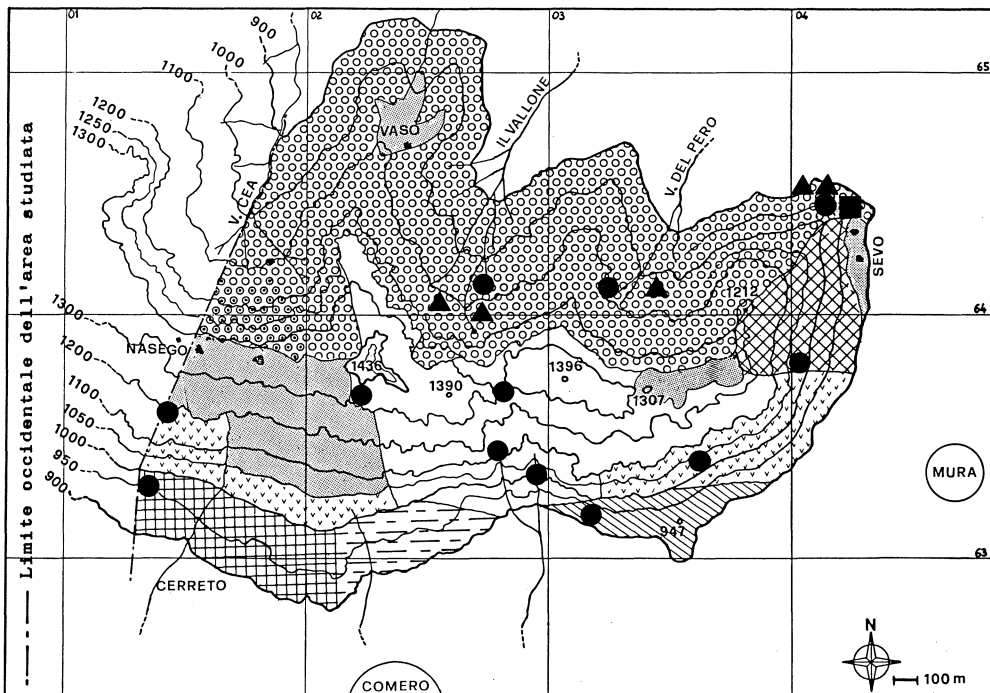 01
02
03
04
65
64
63
900
1000
1100
1200
1250
1300
V. CEA
VASO
IL VALLONE
V. DEL PERO
SEVO
1212
1300
NASEGO
1200
1100
1050
1000
950
900
1436
1390
1396
1307
947
MURA
CERRETO
COMERO
N
100 m
Limite occidentale dell'area studiata